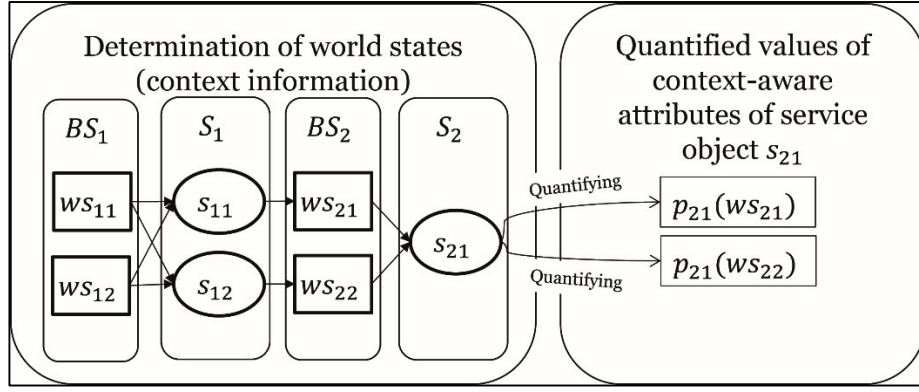 Determination of world states
(context information)
BS₁
S₁
BS₂
S₂
ws₁₁
s₁₁
ws₂₁
ws₁₂
s₁₂
ws₂₂
s₂₁
Quantifying
Quantifying
Quantified values of
context-aware
attributes of service
object s₂₁
p₂₁(ws₂₁)
p₂₁(ws₂₂)